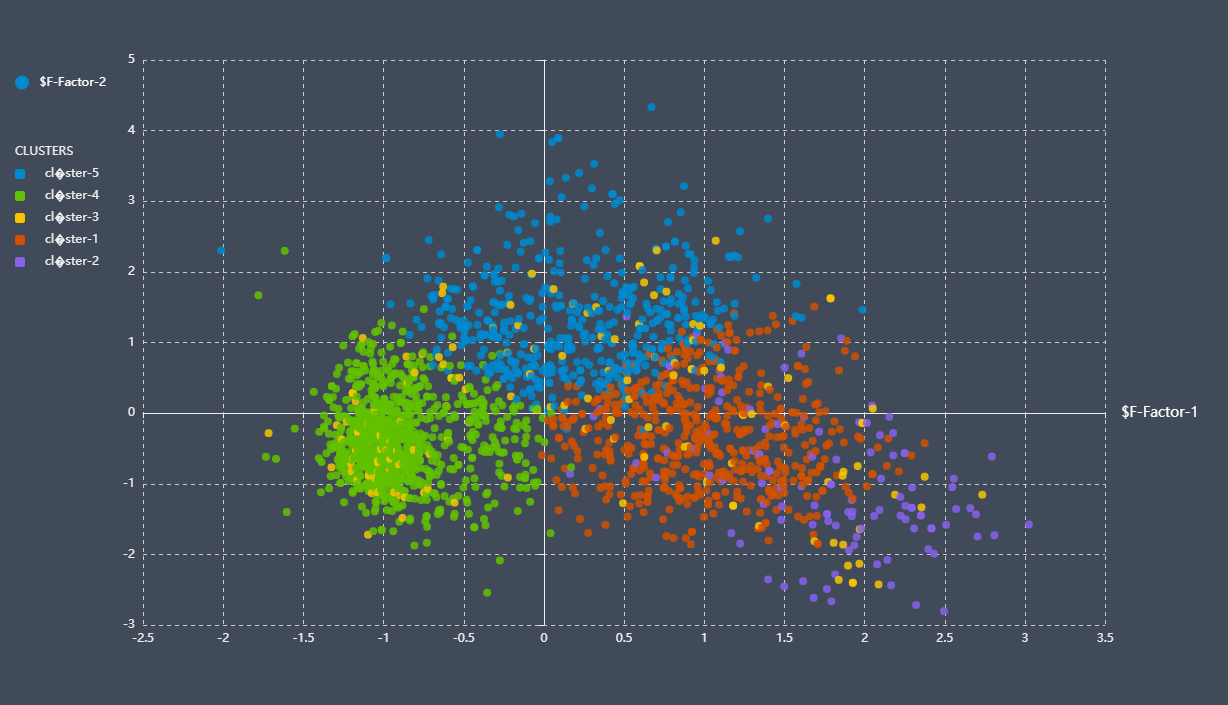 5
$F-Factor-2
4
CLUSTERS
cl�ster-5
3
cl�ster-4
cl�ster-3
cl�ster-1
cl�ster-2
2
1
0
$F-Factor-1
-1
-2
-3
-2.5 -2 -1.5 -1 -0.5 0 0.5 1 1.5 2 2.5 3 3.5